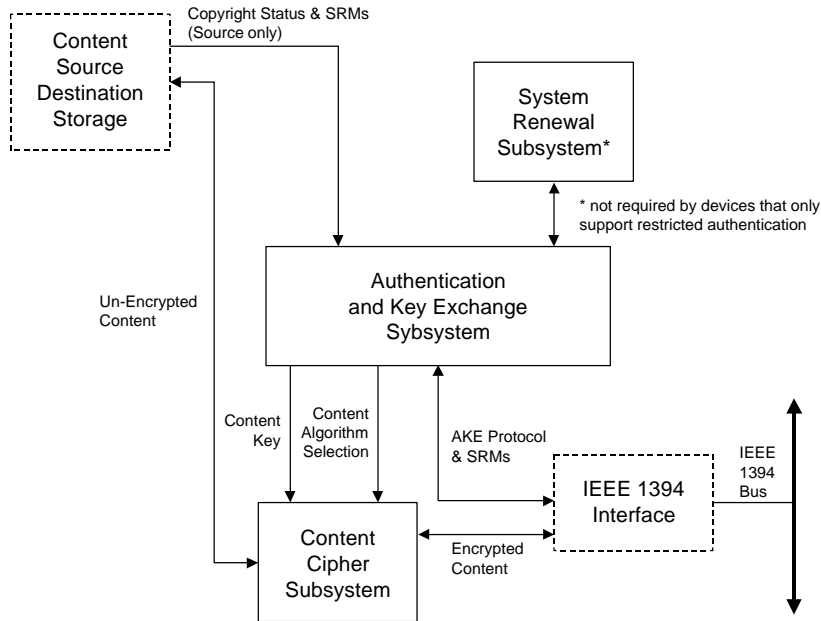 Copyright Status & SRMs
(Source only)
Content
Source
Destination
Storage
System
Renewal
Subsystem*
* not required by devices that only
support restricted authentication
Authentication
and Key Exchange
Sybsystem
Un-Encrypted
Content
Content
Key
Content
Algorithm
Selection
AKE Protocol
& SRMs
IEEE
1394
Bus
IEEE 1394
Interface
Content
Cipher
Subsystem
Encrypted
Content